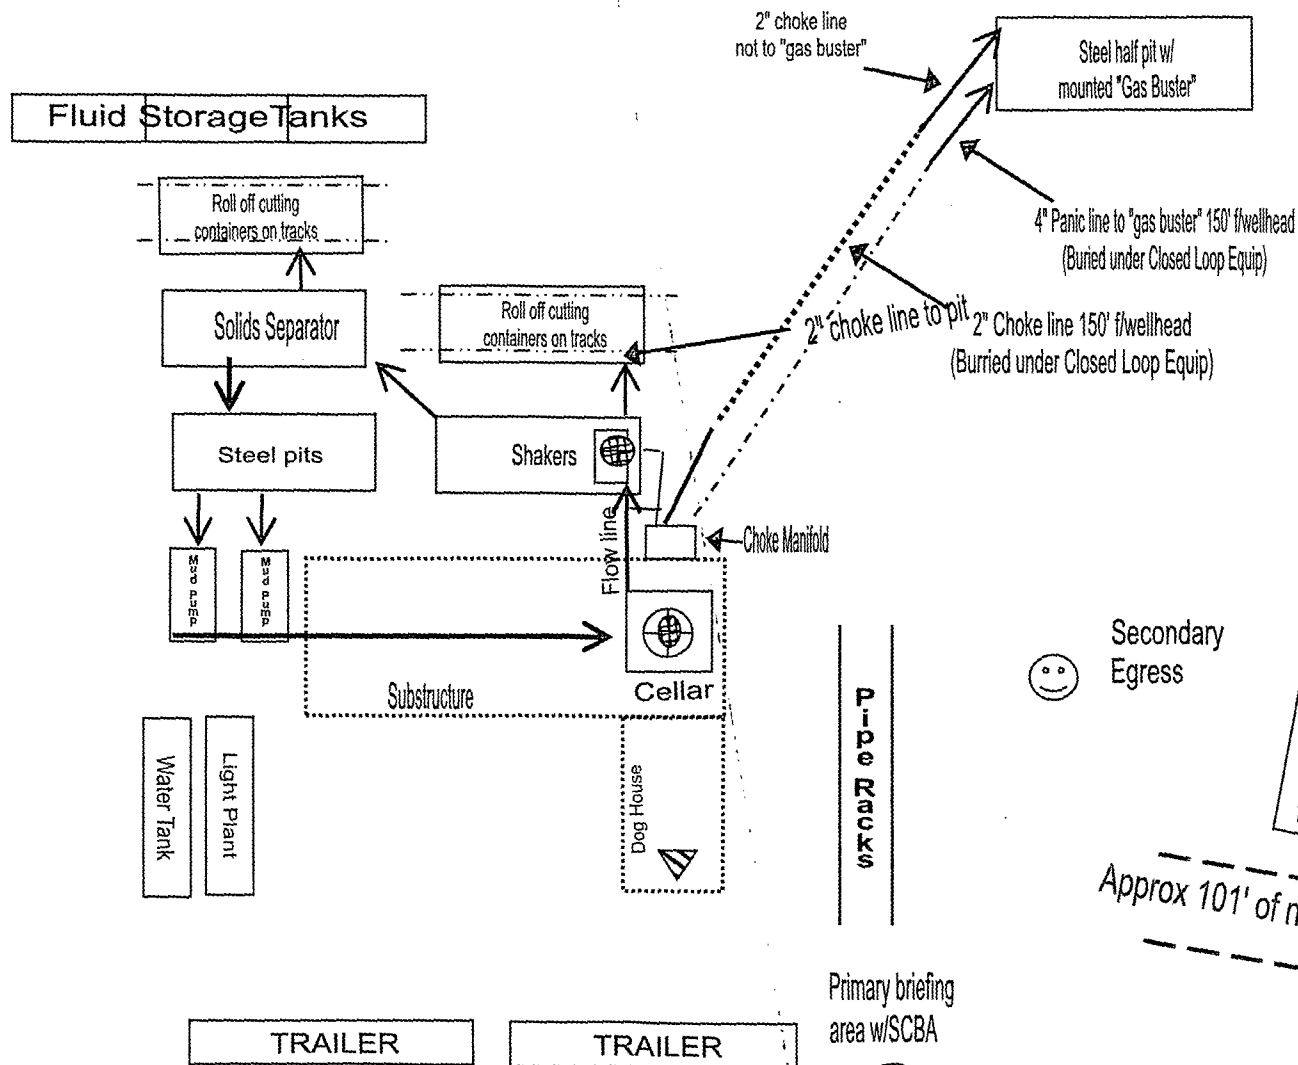 2" choke line
not to "gas buster"
Steel half pit w/
mounted "Gas Buster"
Fluid StorageTanks
Roll off cutting
containers on tracks
4" Panic line to "gas buster" 150' f/wellhead
(Buried under Closed Loop Equip)
Solids Separator
Roll off cutting
containers on tracks
2" choke line to pit
2" Choke line 150' f/wellhead
(Burried under Closed Loop Equip)
Steel pits
Shakers
Flow line
Choke Manifold
Mud Pump
Mud Pump
Substructure
Cellar
Secondary
Egress
Pipe Racks
Water Tank
Light Plant
Dog House
Approx 101' of
Primary briefing
area w/SCBA
TRAILER
TRAILER